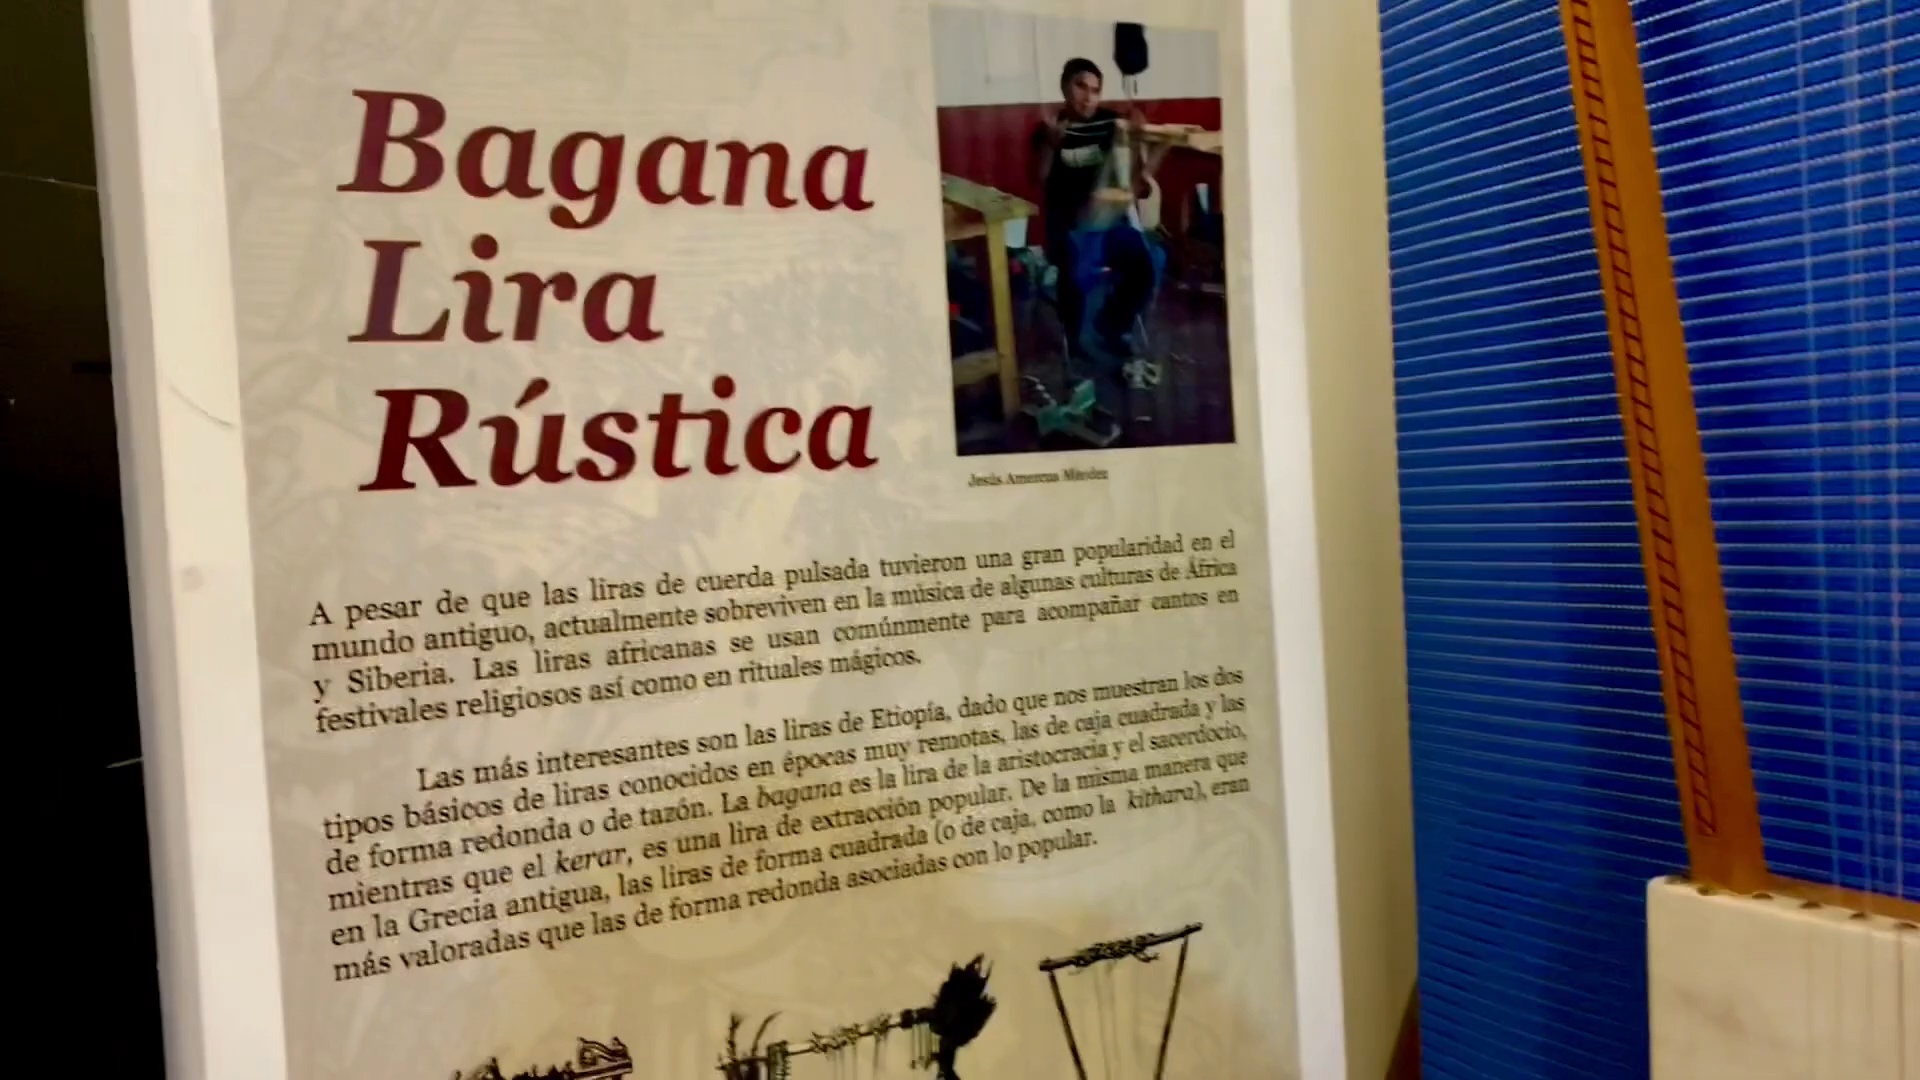 Bagana
Lira
Rústica
Jesús Amezcua Méndez
A pesar de que las liras de cuerda pulsada tuvieron una gran popularidad en el
mundo antiguo, actualmente sobreviven en la música de algunas culturas de África
y Siberia. Las liras africanas se usan comúnmente para acompañar cantos en
festivales religiosos así como en rituales mágicos.
Las más interesantes son las liras de Etiopía, dado que nos muestran los dos
tipos básicos de liras conocidos en épocas muy remotas, las de caja cuadrada y las
de forma redonda o de tazón. La bagana es la lira de la aristocracia y el sacerdocio,
mientras que el kerar, es una lira de extracción popular. De la misma manera que
en la Grecia antigua, las liras de forma cuadrada (o de caja, como la kithara), eran
más valoradas que las de forma redonda asociadas con lo popular.